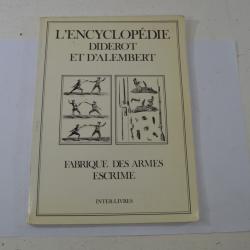 L'ENCYCLOPÉDIE
DIDEROT
ET D'ALEMBERT
FABRIQUE DES ARMES
ESCRIME
INTER-LIVRES